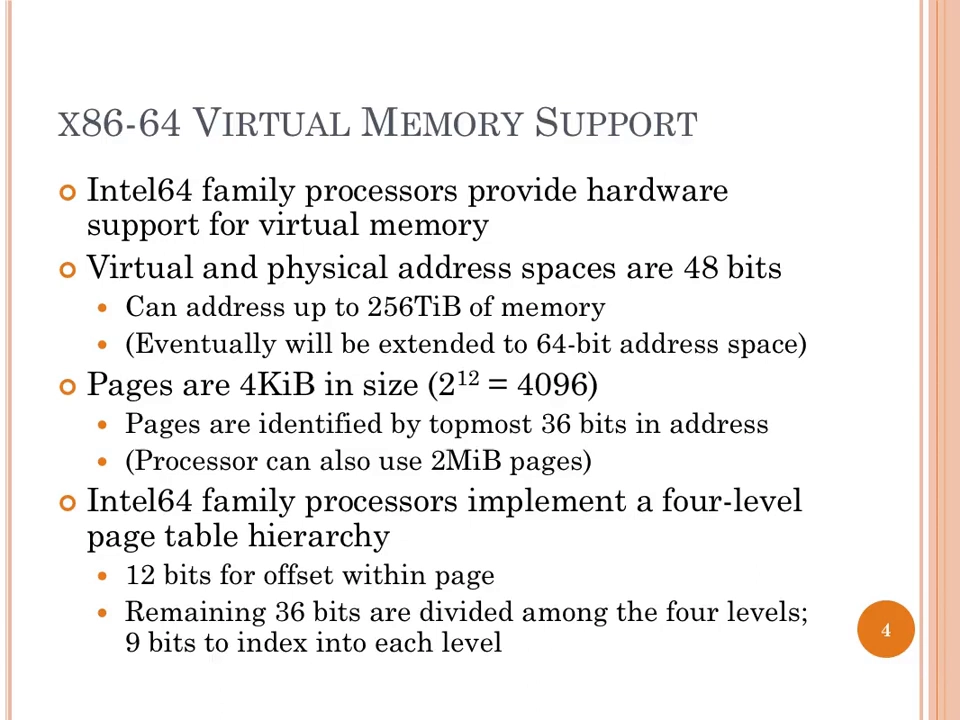 X86-64 VIRTUAL MEMORY SUPPORT
Intel64 family processors provide hardware
support for virtual memory
Virtual and physical address spaces are 48 bits
Can address up to 256TiB of memory
(Eventually will be extended to 64-bit address space)
Pages are 4KiB in size (2¹² = 4096)
Pages are identified by topmost 36 bits in address
(Processor can also use 2MiB pages)
Intel64 family processors implement a four-level
page table hierarchy
12 bits for offset within page
Remaining 36 bits are divided among the four levels;
9 bits to index into each level
4